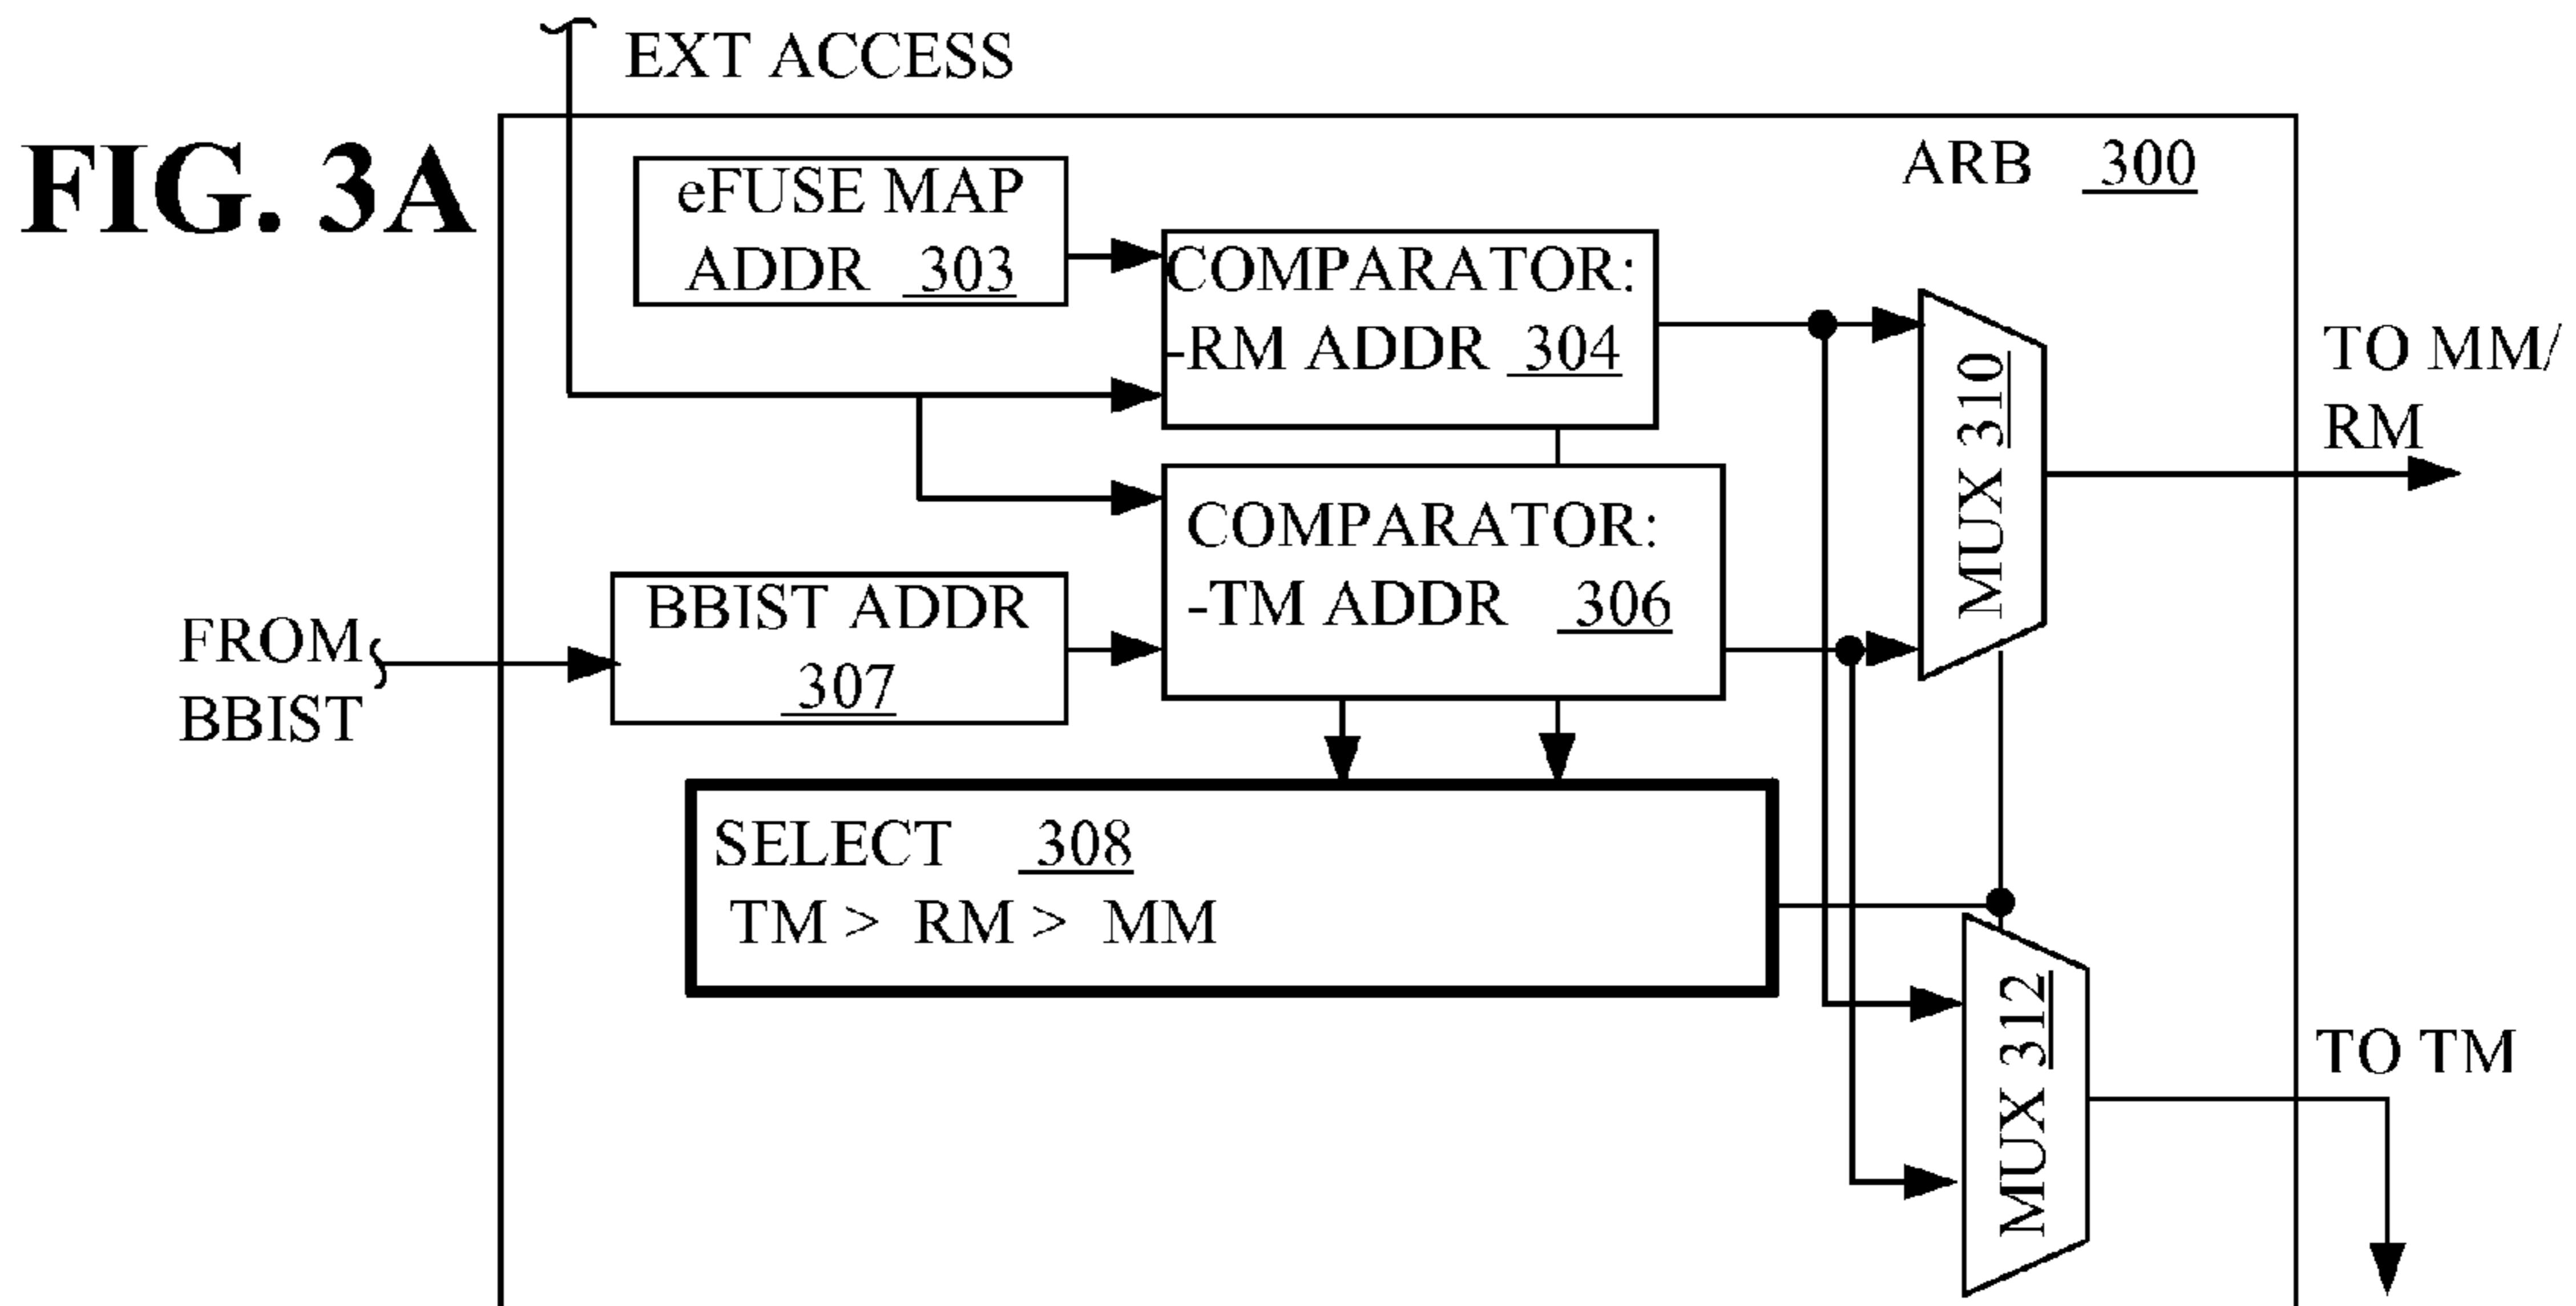 EXT ACCESS
FIG. 3A
ARB 300
eFUSE MAP
ADDR 303
COMPARATOR:
-RM ADDR 304
MUX 310
TO MM/
RM
COMPARATOR:
-TM ADDR 306
FROM
BBIST
BBIST ADDR
307
SELECT 308
TM > RM > MM
MUX 312
TO TM